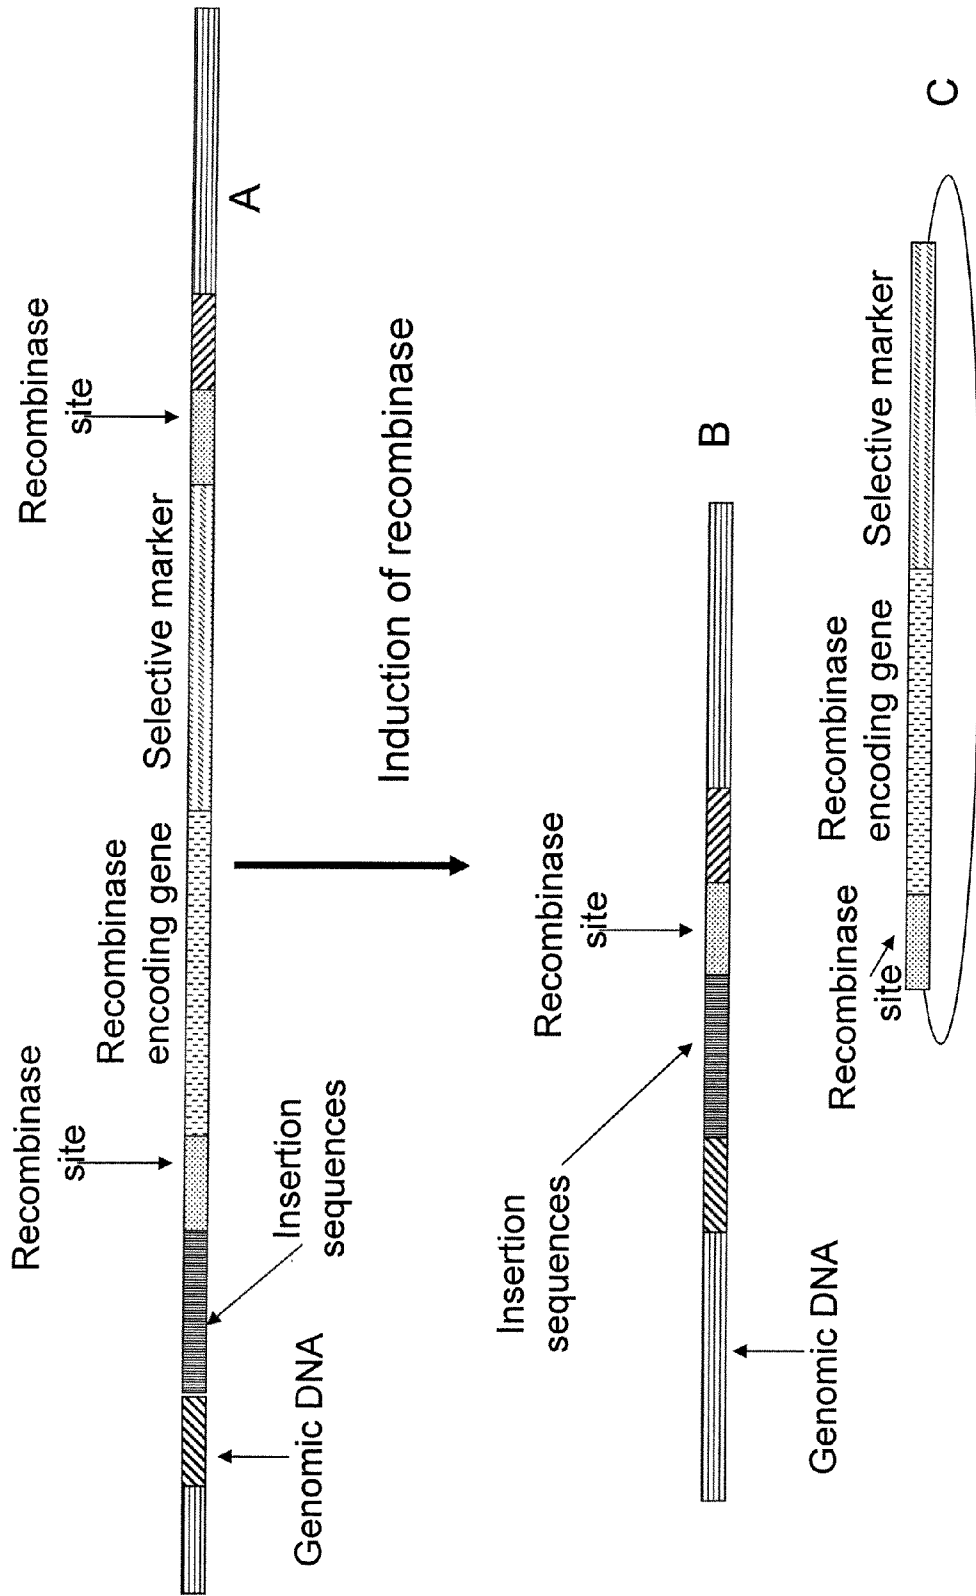 Recombinase
site
Recombinase
site
Recombinase
encoding gene
Selective marker
Insertion
sequences
Genomic DNA
A
Induction of recombinase
Recombinase
site
B
Insertion
sequences
Genomic DNA
Recombinase
site
Recombinase
encoding gene
Selective marker
C